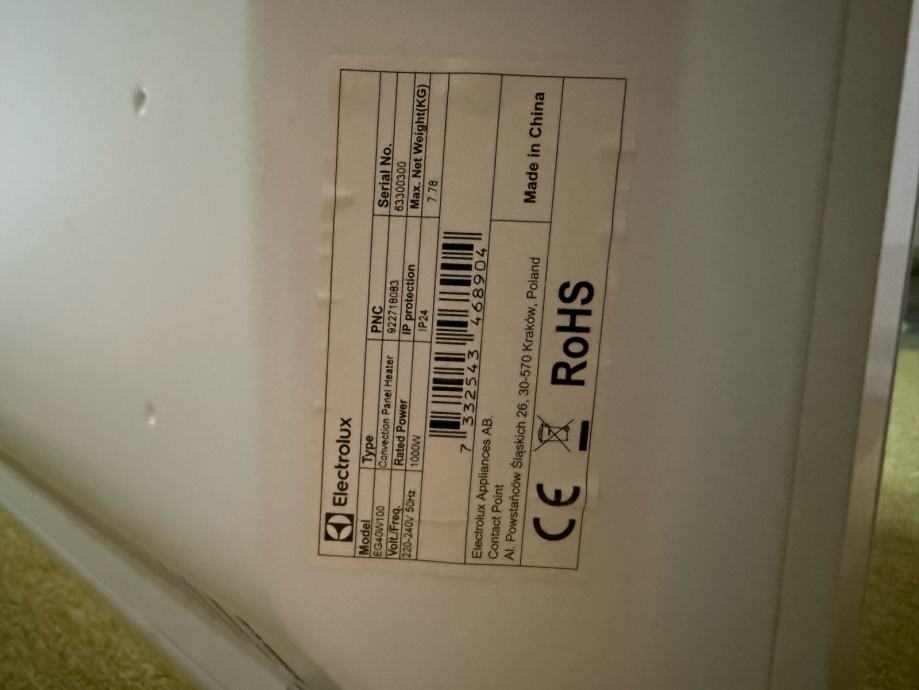 Electrolux
Model Type PNC Serial No.
EG40W100 Convection Panel Heater 922718083 63300300
Volt./Freq. Rated Power IP protection Max. Net Weight(KG)
220-240V 50Hz 1000W IP24 7.78
7 332543 468904
Electrolux Appliances AB.
Contact Point
Al. Powstańców Śląskich 26, 30-570 Kraków, Poland
Made in China
CE RoHS